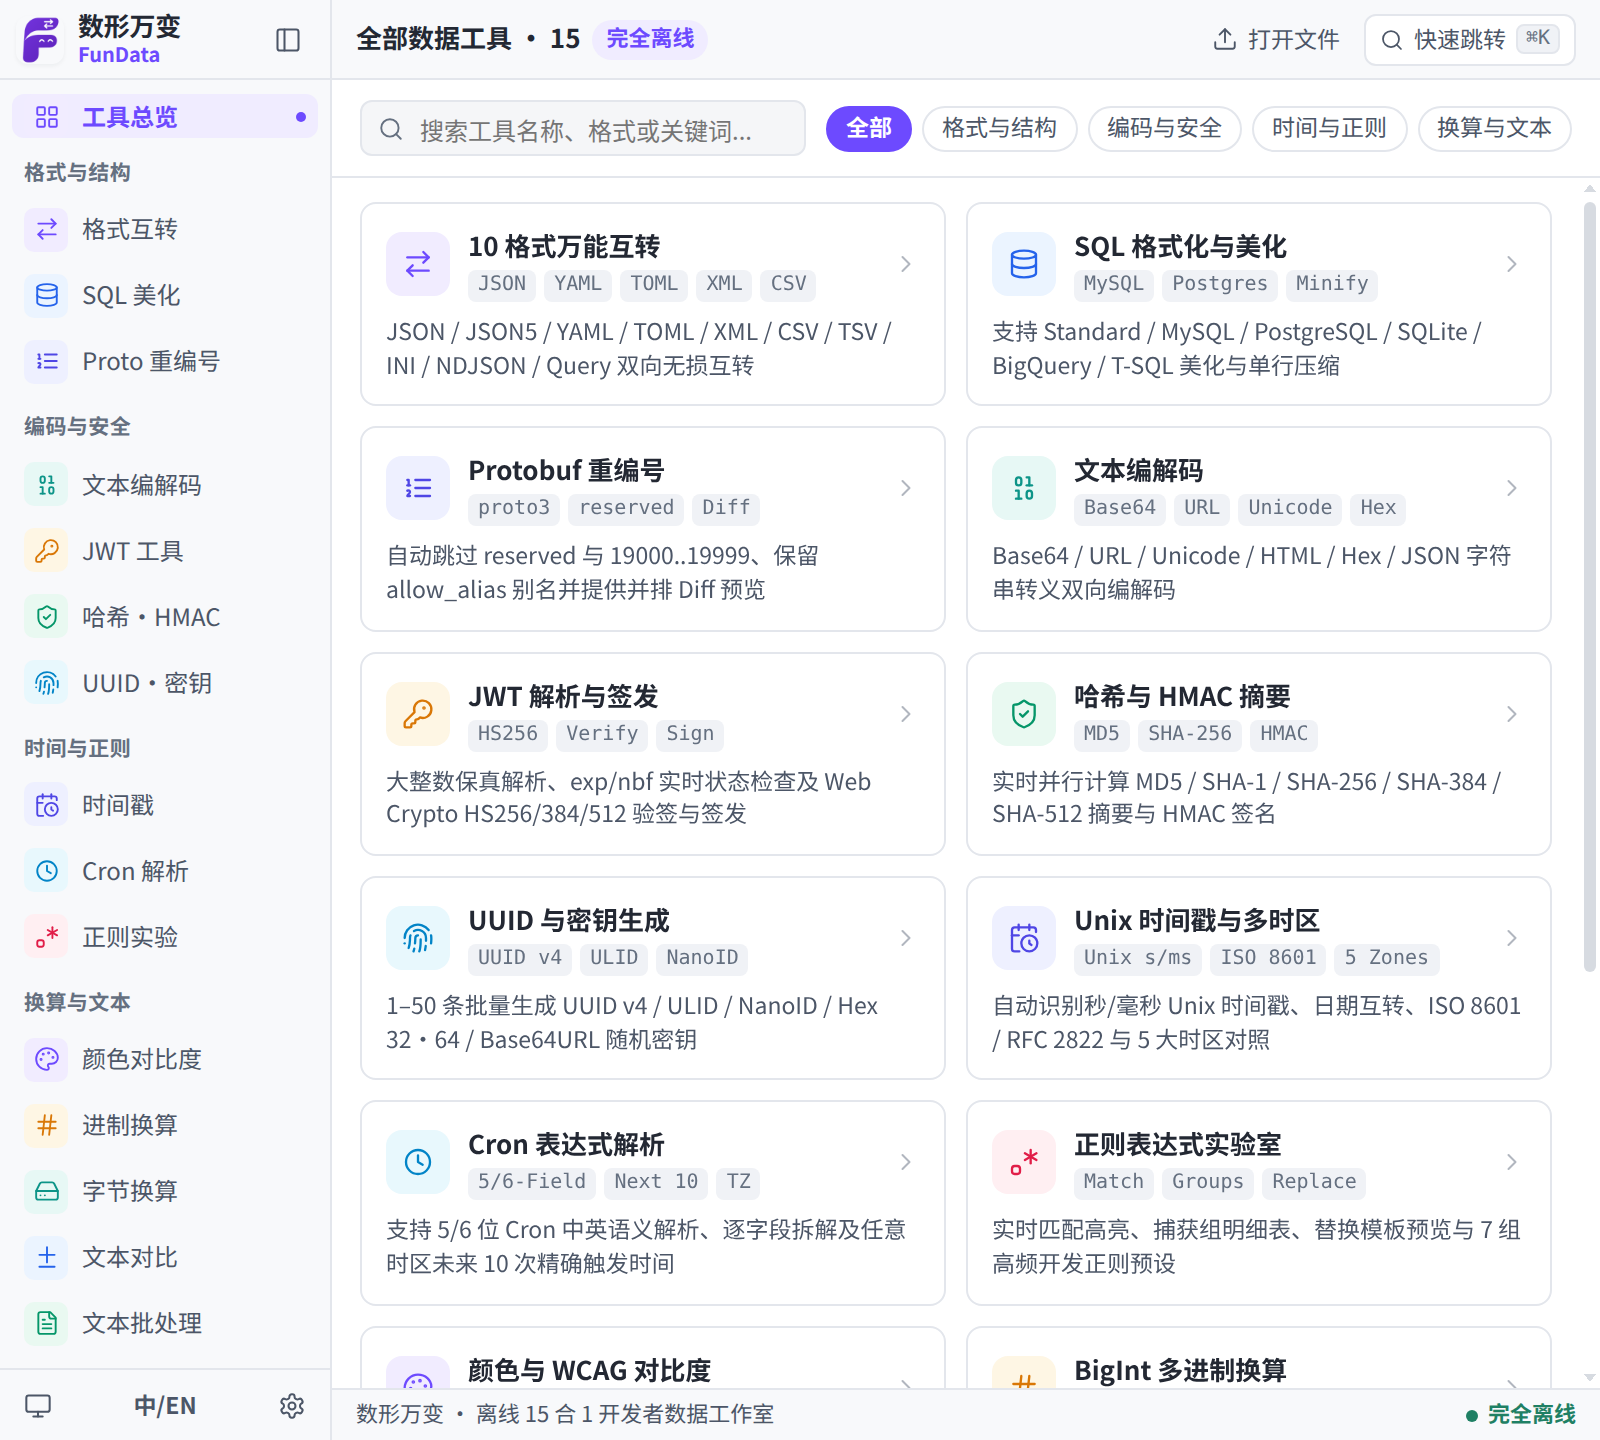 数形万变
FunData
工具总览
格式与结构
格式互转
SQL 美化
Proto 重编号
编码与安全
文本编解码
JWT 工具
哈希・HMAC
UUID・密钥
时间与正则
时间戳
Cron 解析
正则实验
换算与文本
颜色对比度
进制换算
字节换算
文本对比
文本批处理
中/EN
全部数据工具 • 15 完全离线
打开文件
快速跳转 ⌘K
搜索工具名称、格式或关键词...
全部 格式与结构 编码与安全 时间与正则 换算与文本
10 格式万能互转
JSON YAML TOML XML CSV
JSON / JSON5 / YAML / TOML / XML / CSV / TSV /
INI / NDJSON / Query 双向无损互转
SQL 格式化与美化
MySQL Postgres Minify
支持 Standard / MySQL / PostgreSQL / SQLite /
BigQuery / T-SQL 美化与单行压缩
Protobuf 重编号
proto3 reserved Diff
自动跳过 reserved 与 19000..19999、保留
allow_alias 别名并提供并排 Diff 预览
文本编解码
Base64 URL Unicode Hex
Base64 / URL / Unicode / HTML / Hex / JSON 字符
串转义双向编解码
JWT 解析与签发
HS256 Verify Sign
大整数保真解析、exp/nbf 实时状态检查及 Web
Crypto HS256/384/512 验签与签发
哈希与 HMAC 摘要
MD5 SHA-256 HMAC
实时并行计算 MD5 / SHA-1 / SHA-256 / SHA-384 /
SHA-512 摘要与 HMAC 签名
UUID 与密钥生成
UUID v4 ULID NanoID
1–50 条批量生成 UUID v4 / ULID / NanoID / Hex
32・64 / Base64URL 随机密钥
Unix 时间戳与多时区
Unix s/ms ISO 8601 5 Zones
自动识别秒/毫秒 Unix 时间戳、日期互转、ISO 8601
/ RFC 2822 与 5 大时区对照
Cron 表达式解析
5/6-Field Next 10 TZ
支持 5/6 位 Cron 中英语义解析、逐字段拆解及任意
时区未来 10 次精确触发时间
正则表达式实验室
Match Groups Replace
实时匹配高亮、捕获组明细表、替换模板预览与 7 组
高频开发正则预设
颜色与 WCAG 对比度
BigInt 多进制换算
数形万变 • 离线 15 合 1 开发者数据工作室
完全离线